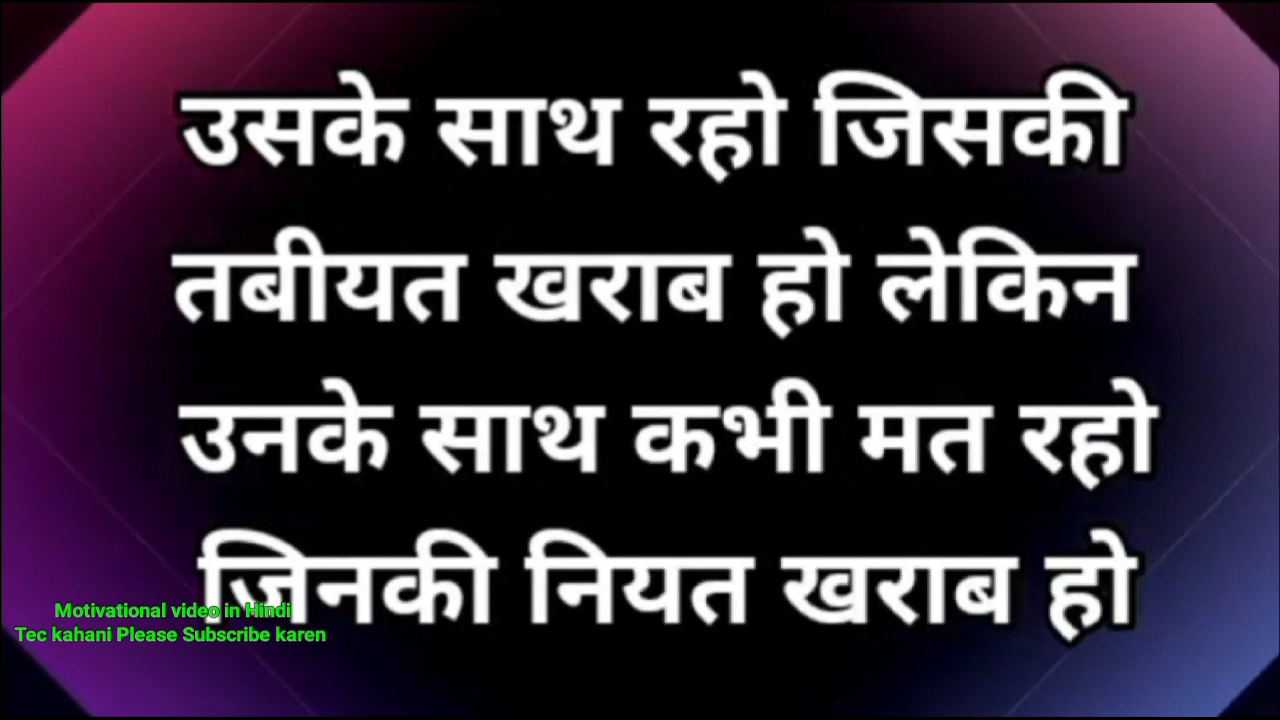 उसके साथ रहो जिसकी
तबीयत खराब हो लेकिन
उनके साथ कभी मत रहो
जिनकी नियत खराब हो
Motivational video in Hindi
Tec kahani Please Subscribe karen